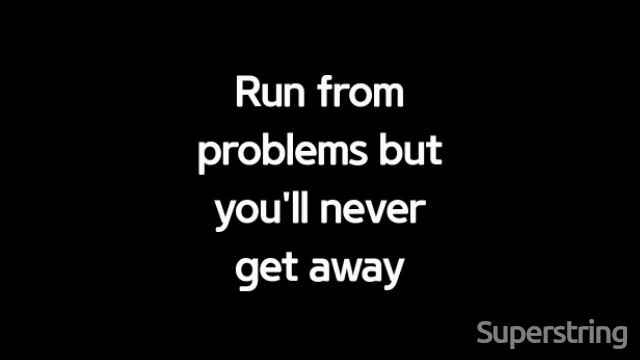 Run from
problems but
you'll never
get away
Superstring